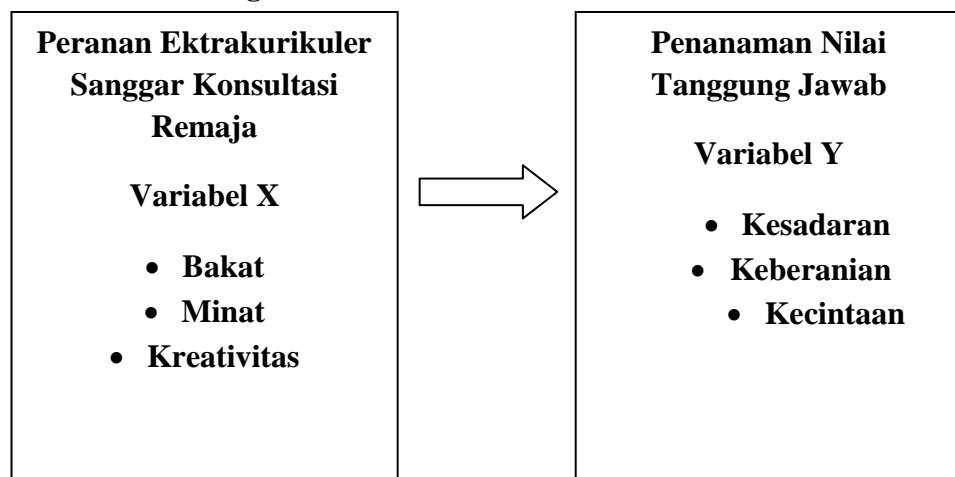 Peranan Ektrakurikuler
Sanggar Konsultasi
Remaja
Variabel X
• Bakat
• Minat
• Kreativitas
Penanaman Nilai
Tanggung Jawab
Variabel Y
• Kesadaran
• Keberanian
• Kecintaan